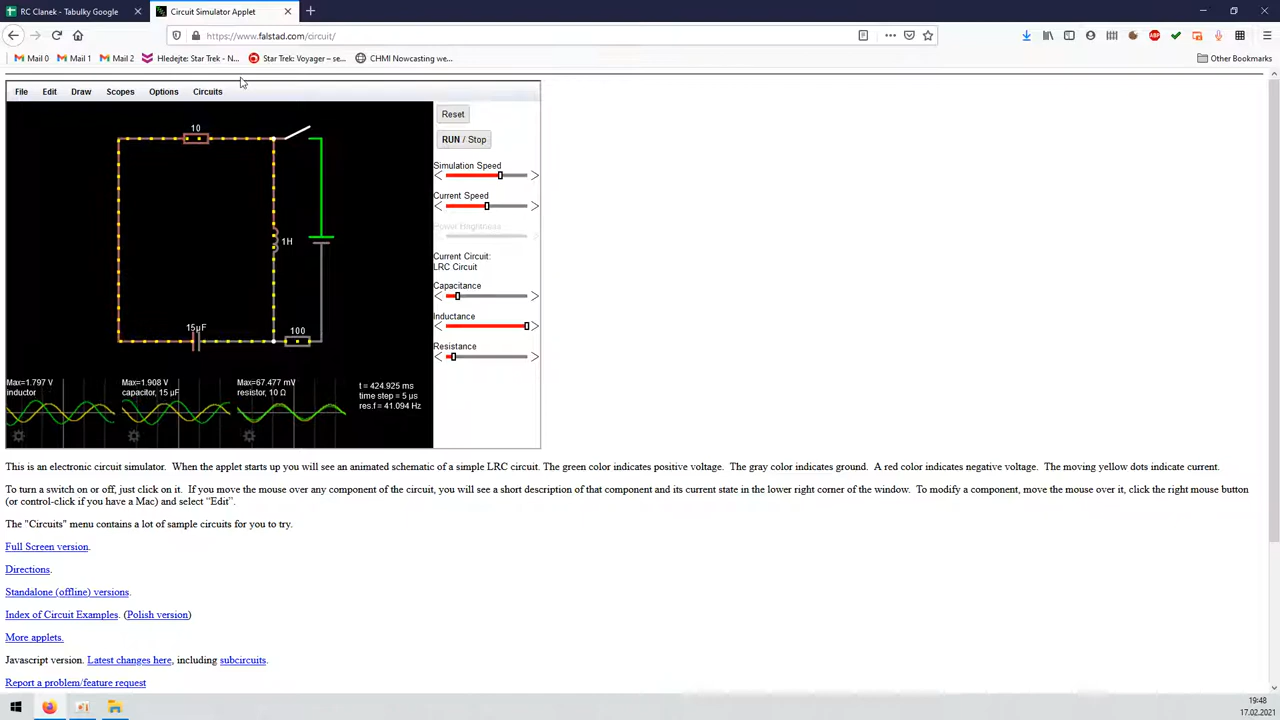 RC Clanek - Tabulky Google
Circuit Simulator Applet
https://www.falstad.com/circuit/
Mail 0
Mail 1
Mail 2
Hledejte: Star Trek - N...
Star Trek: Voyager – se...
CHMI Nowcasting we...
Other Bookmarks
File Edit Draw Scopes Options Circuits
Reset
RUN / Stop
Simulation Speed
Current Speed
Power Brightness
Current Circuit:
LRC Circuit
Capacitance
Inductance
Resistance
10
1H
15μF
100
Max=1.797 V
inductor
Max=1.908 V
capacitor, 15 μF
Max=67.477 mV
resistor, 10 Ω
t = 424.925 ms
time step = 5 μs
res.f = 41.094 Hz
This is an electronic circuit simulator.  When the applet starts up you will see an animated schematic of a simple LRC circuit. The green color indicates positive voltage.  The gray color indicates ground.  A red color indicates negative voltage.  The moving yellow dots indicate current.
To turn a switch on or off, just click on it.  If you move the mouse over any component of the circuit, you will see a short description of that component and its current state in the lower right corner of the window.  To modify a component, move the mouse over it, click the right mouse button
(or control-click if you have a Mac) and select “Edit”.
The "Circuits" menu contains a lot of sample circuits for you to try.
Full Screen version.
Directions.
Standalone (offline) versions.
Index of Circuit Examples. (Polish version)
More applets.
Javascript version.  Latest changes here, including subcircuits.
Report a problem/feature request
19:48
17.02.2021